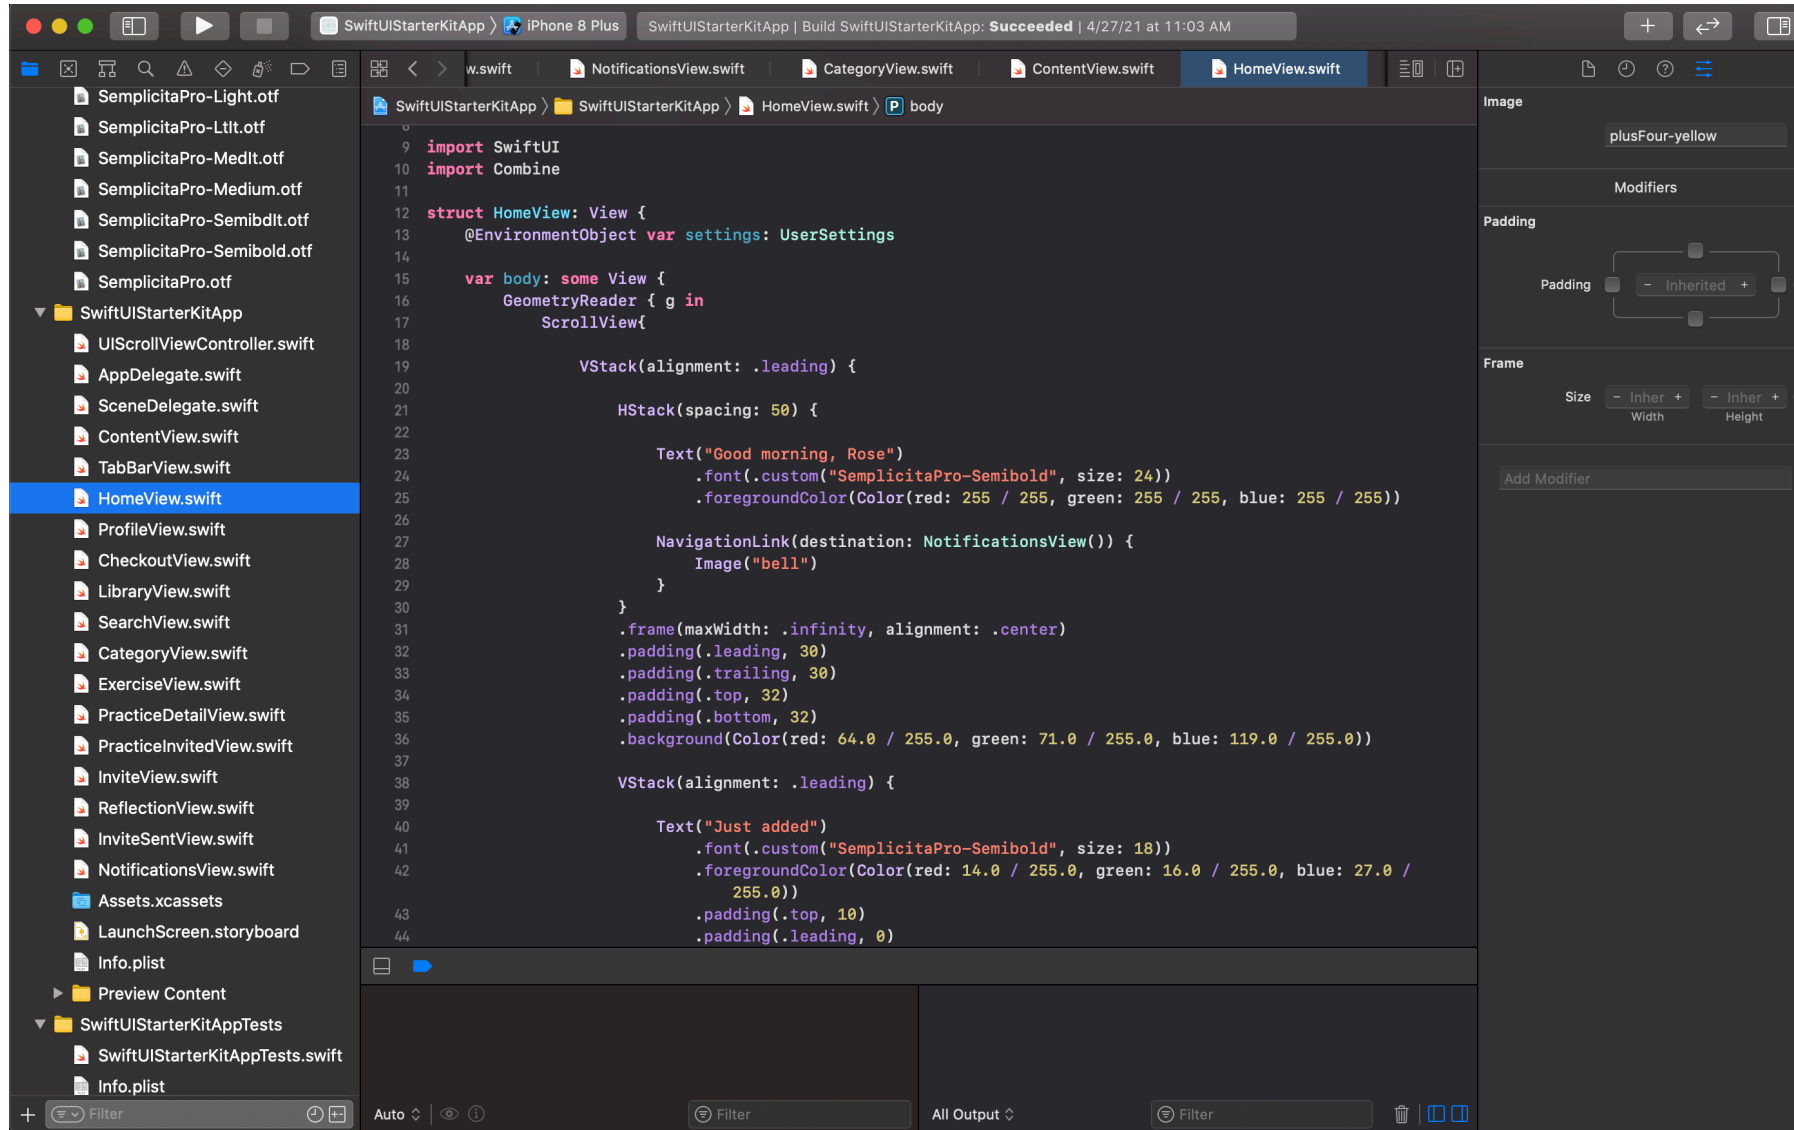 SwiftUIStarterKitApp 〉 iPhone 8 Plus
SwiftUIStarterKitApp | Build SwiftUIStarterKitApp: Succeeded | 4/27/21 at 11:03 AM
w.swift
NotificationsView.swift
CategoryView.swift
ContentView.swift
HomeView.swift
SwiftUIStarterKitApp 〉 SwiftUIStarterKitApp 〉 HomeView.swift 〉 P body
SemplicitaPro-Light.otf
SemplicitaPro-LtIt.otf
SemplicitaPro-MedIt.otf
SemplicitaPro-Medium.otf
SemplicitaPro-SemibdIt.otf
SemplicitaPro-Semibold.otf
SemplicitaPro.otf
SwiftUIStarterKitApp
UIScrollViewController.swift
AppDelegate.swift
SceneDelegate.swift
ContentView.swift
TabBarView.swift
HomeView.swift
ProfileView.swift
CheckoutView.swift
LibraryView.swift
SearchView.swift
CategoryView.swift
ExerciseView.swift
PracticeDetailView.swift
PracticeInvitedView.swift
InviteView.swift
ReflectionView.swift
InviteSentView.swift
NotificationsView.swift
Assets.xcassets
LaunchScreen.storyboard
Info.plist
Preview Content
SwiftUIStarterKitAppTests
SwiftUIStarterKitAppTests.swift
Info.plist
Filter
8
9 import SwiftUI
10 import Combine
11
12 struct HomeView: View {
13 @EnvironmentObject var settings: UserSettings
14
15 var body: some View {
16 GeometryReader { g in
17 ScrollView{
18
19 VStack(alignment: .leading) {
20
21 HStack(spacing: 50) {
22
23 Text("Good morning, Rose")
24 .font(.custom("SemplicitaPro-Semibold", size: 24))
25 .foregroundColor(Color(red: 255 / 255, green: 255 / 255, blue: 255 / 255))
26
27 NavigationLink(destination: NotificationsView()) {
28 Image("bell")
29 }
30 }
31 .frame(maxWidth: .infinity, alignment: .center)
32 .padding(.leading, 30)
33 .padding(.trailing, 30)
34 .padding(.top, 32)
35 .padding(.bottom, 32)
36 .background(Color(red: 64.0 / 255.0, green: 71.0 / 255.0, blue: 119.0 / 255.0))
37
38 VStack(alignment: .leading) {
39
40 Text("Just added")
41 .font(.custom("SemplicitaPro-Semibold", size: 18))
42 .foregroundColor(Color(red: 14.0 / 255.0, green: 16.0 / 255.0, blue: 27.0 /
255.0))
43 .padding(.top, 10)
44 .padding(.leading, 0)
Auto
Filter
All Output
Filter
Image
plusFour-yellow
Modifiers
Padding
Padding
- Inherited +
Frame
Size - Inher + - Inher +
Width Height
Add Modifier